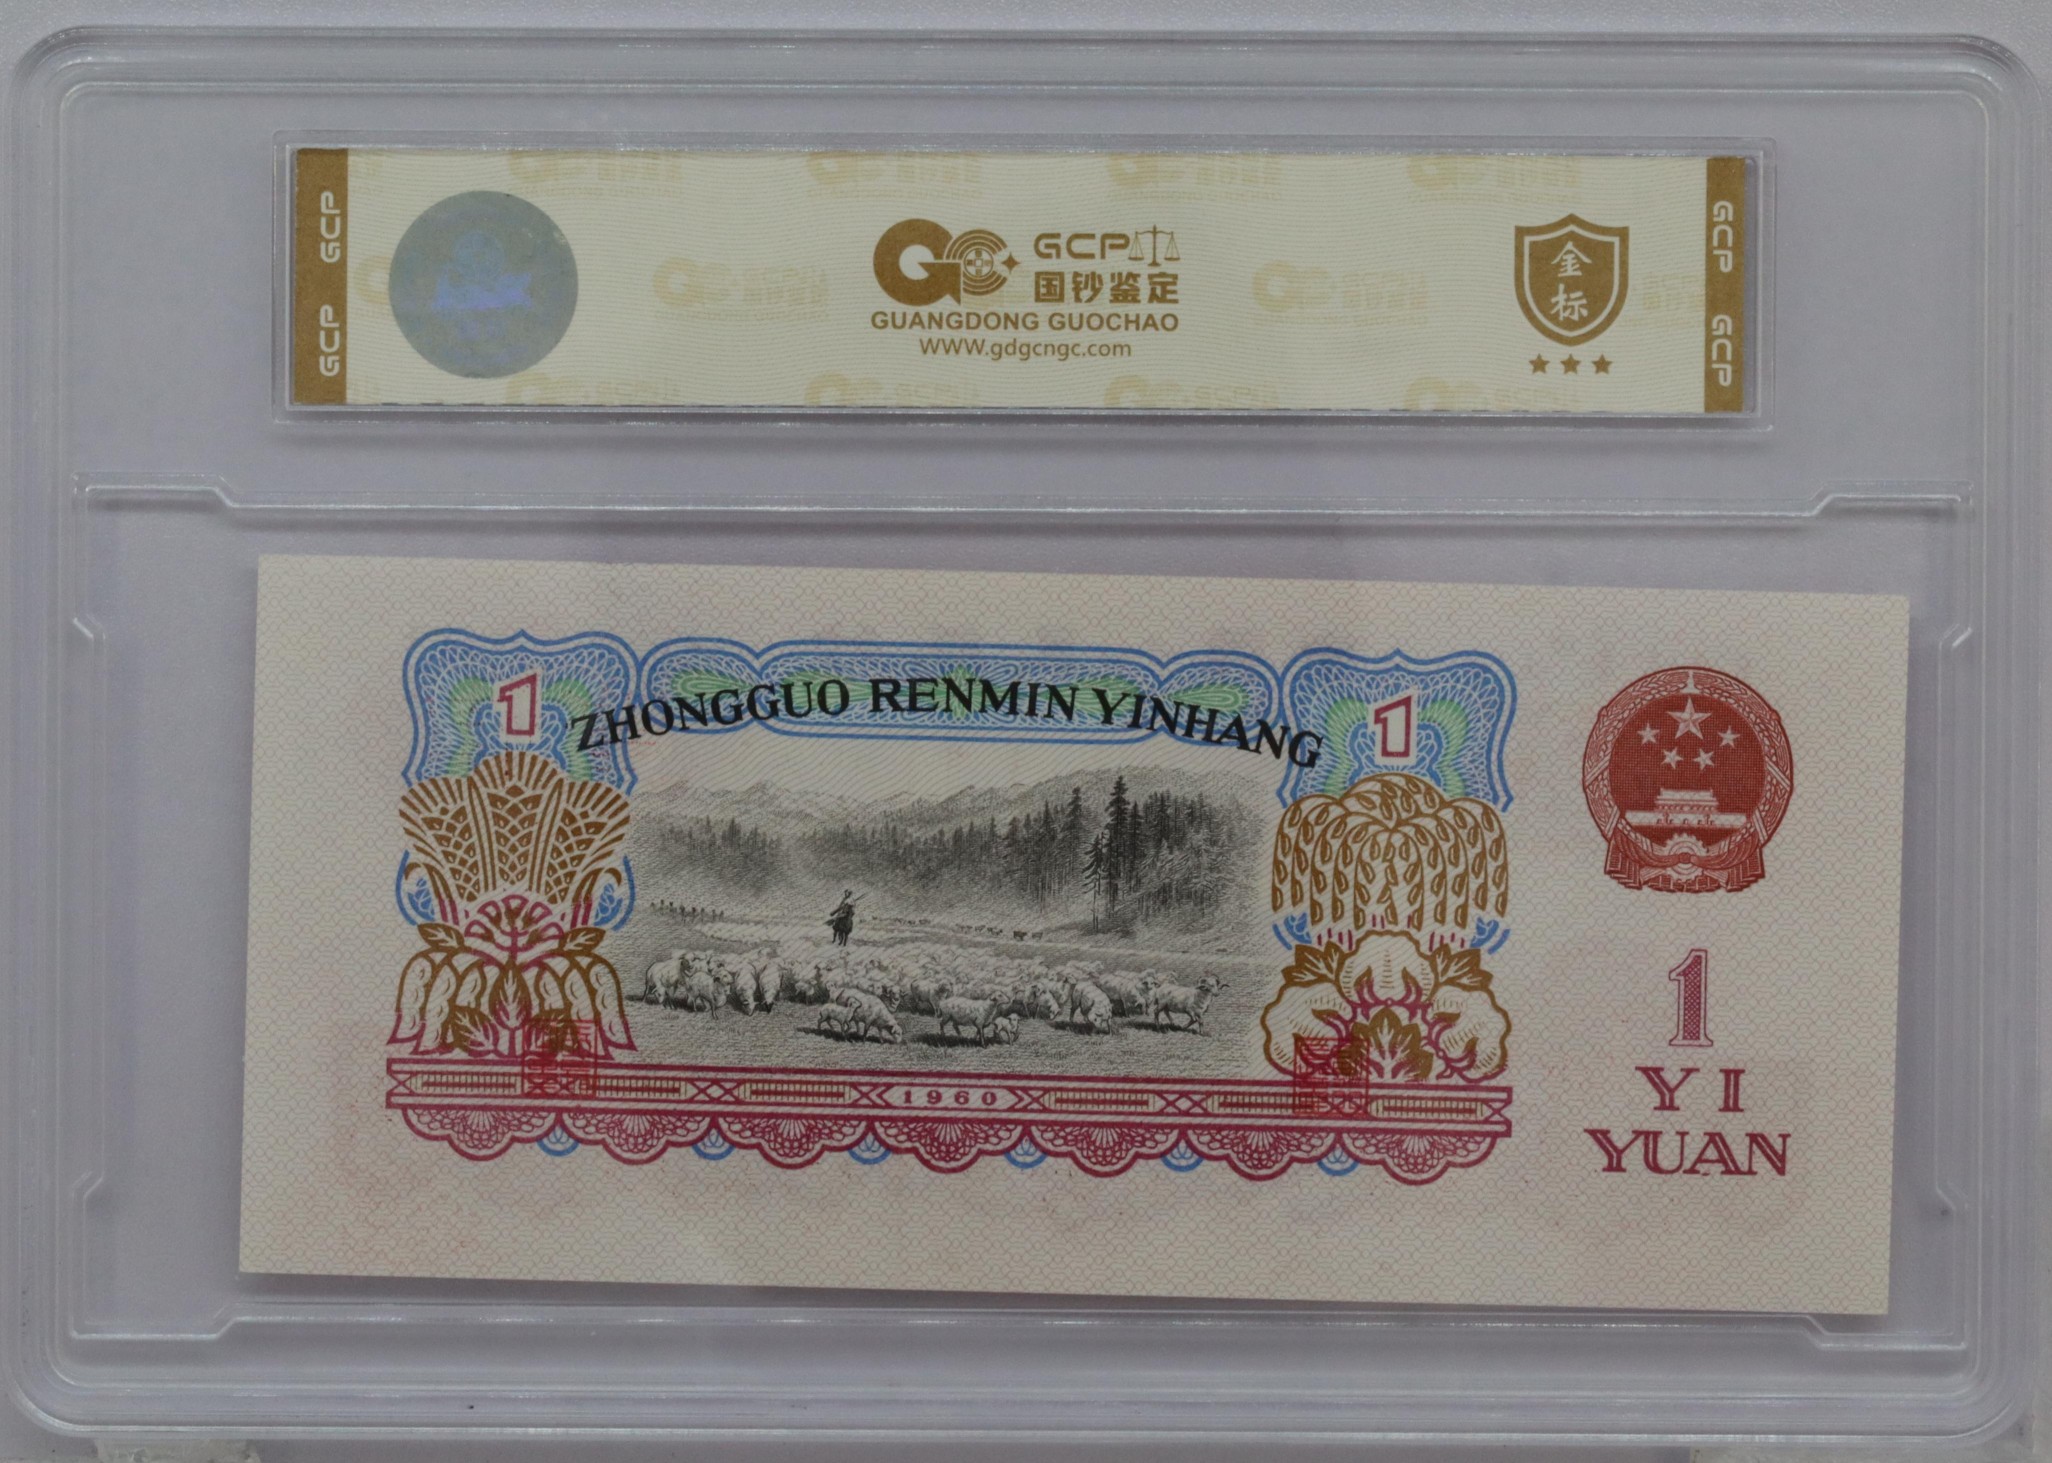 GCP GCP
GCP
国钞鉴定
GUANGDONG GUOCHAO
WWW.gdgcngc.com
金标
GCP GCP
1
ZHONGGUO RENMIN YINHANG
1
1960
1
YI
YUAN